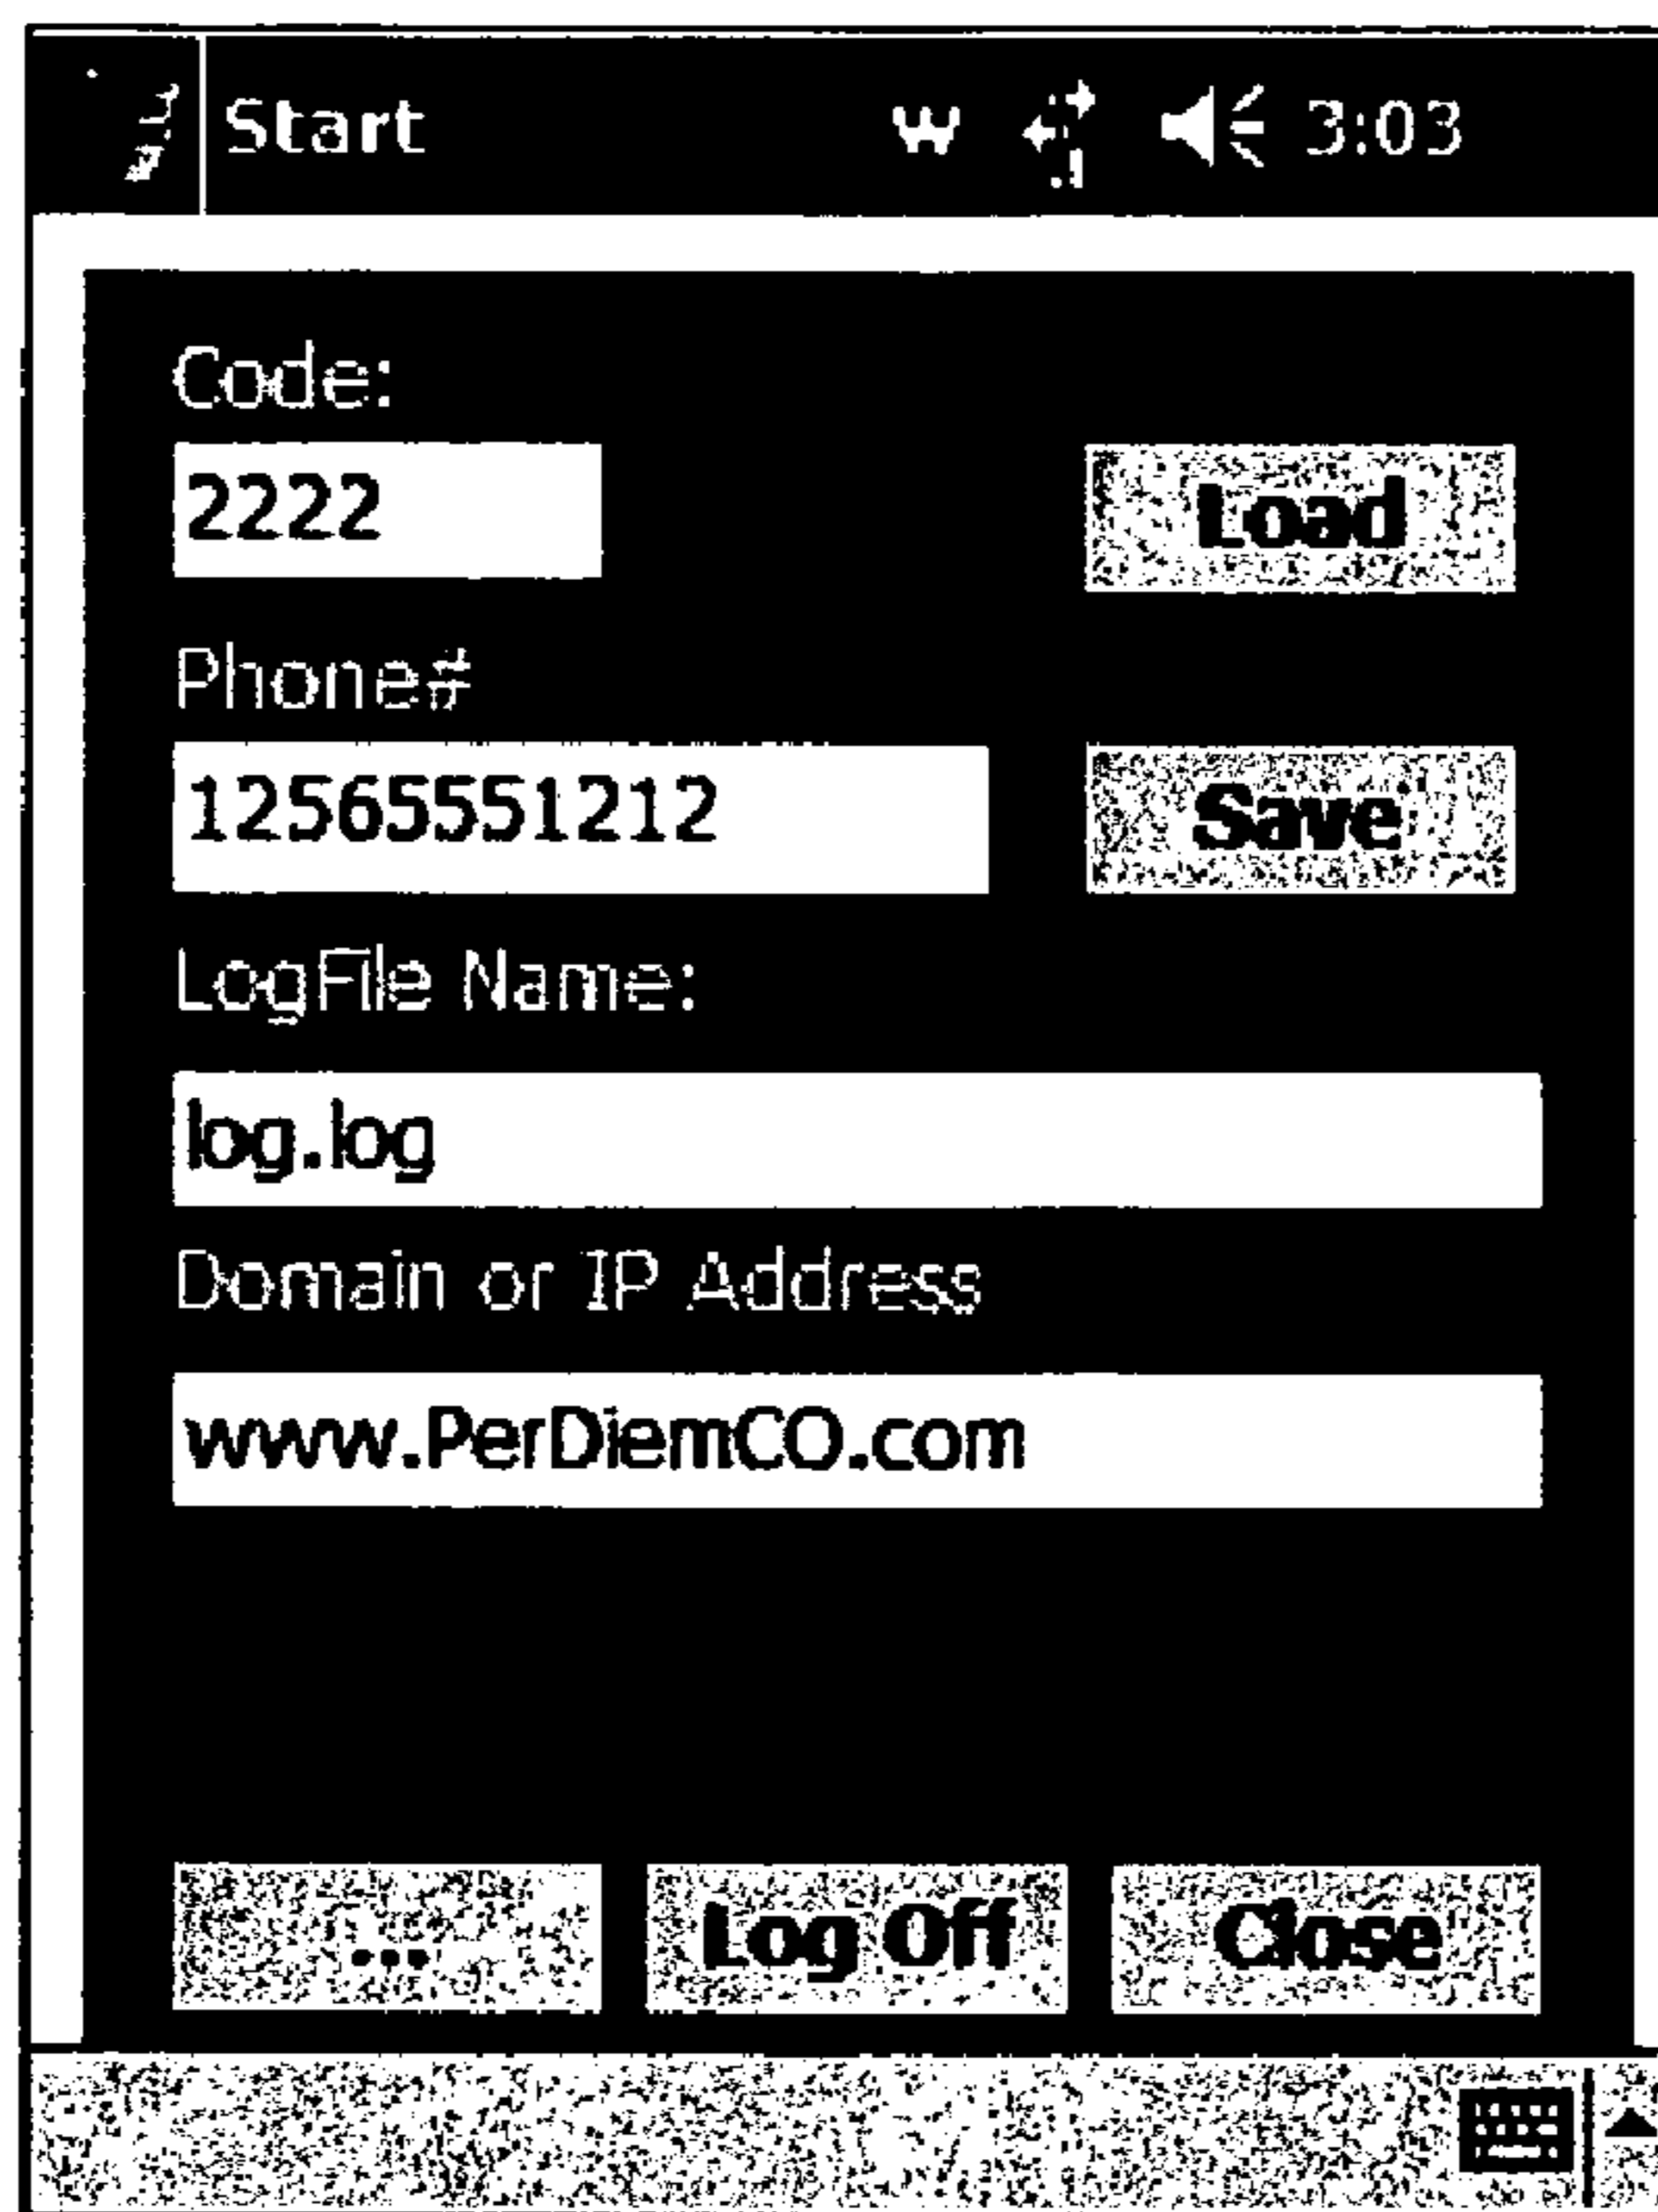 Start 3:03
Code:
2222
Load
Phone#
12565551212
Save
LogFile Name:
log.log
Domain or IP Address
www.PerDiemCO.com
... Log Off Close